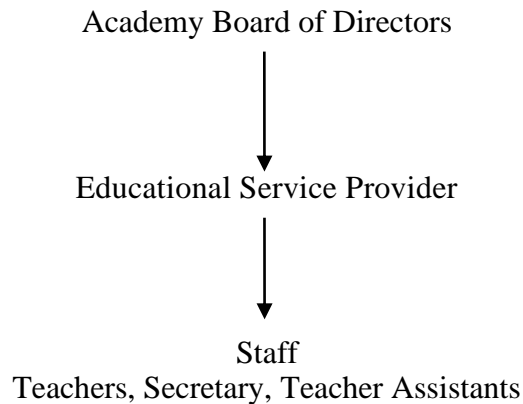 Academy Board of Directors
Educational Service Provider
Staff
Teachers, Secretary, Teacher Assistants